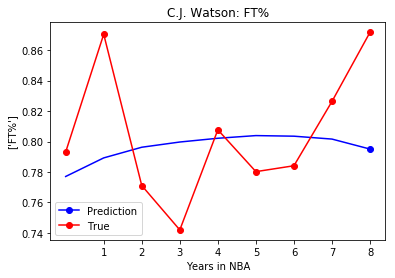 C.J. Watson: FT%
['FT%']
0.86
0.84
0.82
0.80
0.78
0.76
0.74
Prediction
True
1 2 3 4 5 6 7 8
Years in NBA